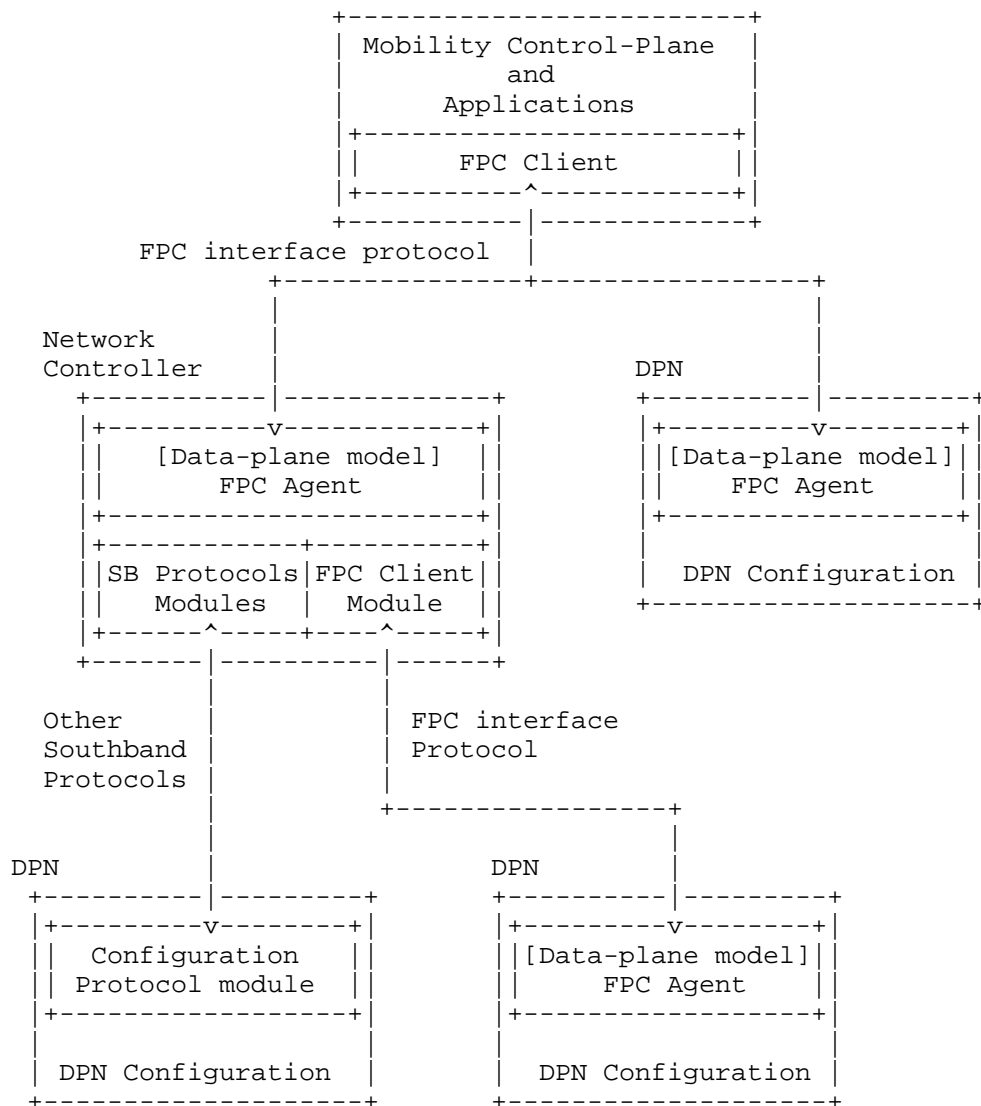 Mobility Control-Plane
and
Applications
FPC Client
FPC interface protocol
Network
Controller
DPN
[Data-plane model]
FPC Agent
[Data-plane model]
FPC Agent
SB Protocols
Modules
FPC Client
Module
DPN Configuration
Other
Southband
Protocols
FPC interface
Protocol
DPN
DPN
Configuration
Protocol module
[Data-plane model]
FPC Agent
DPN Configuration
DPN Configuration